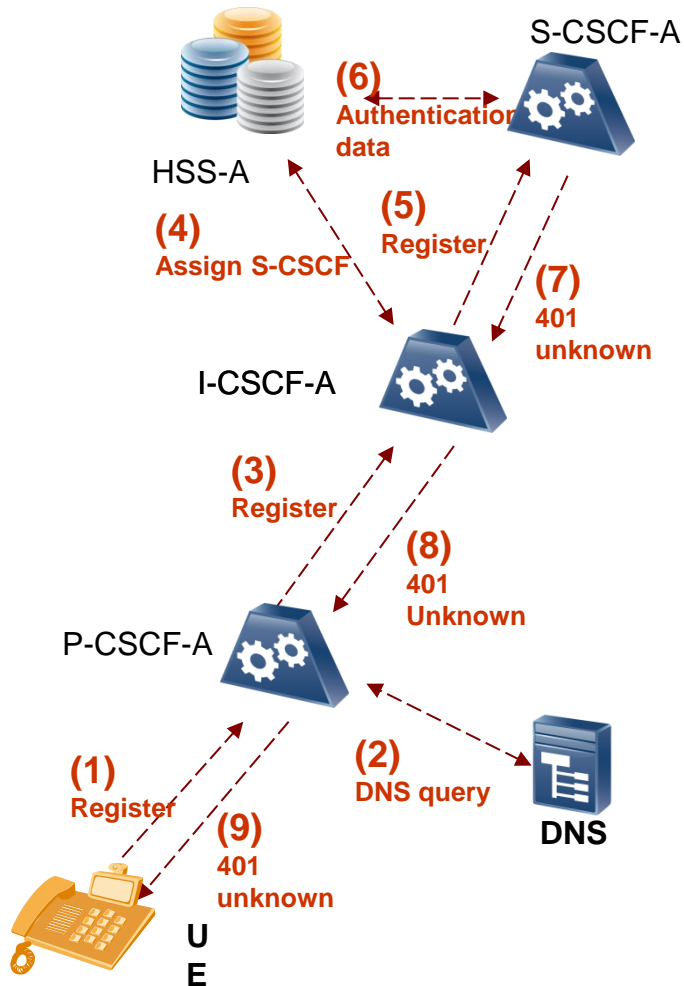 S-CSCF-A
(6)
Authentication
data
HSS-A
(4)
Assign S-CSCF
(5)
Register
(7)
401
unknown
I-CSCF-A
(3)
Register
(8)
401
Unknown
P-CSCF-A
(2)
DNS query
(1)
Register
DNS
(9)
401
unknown
U
E